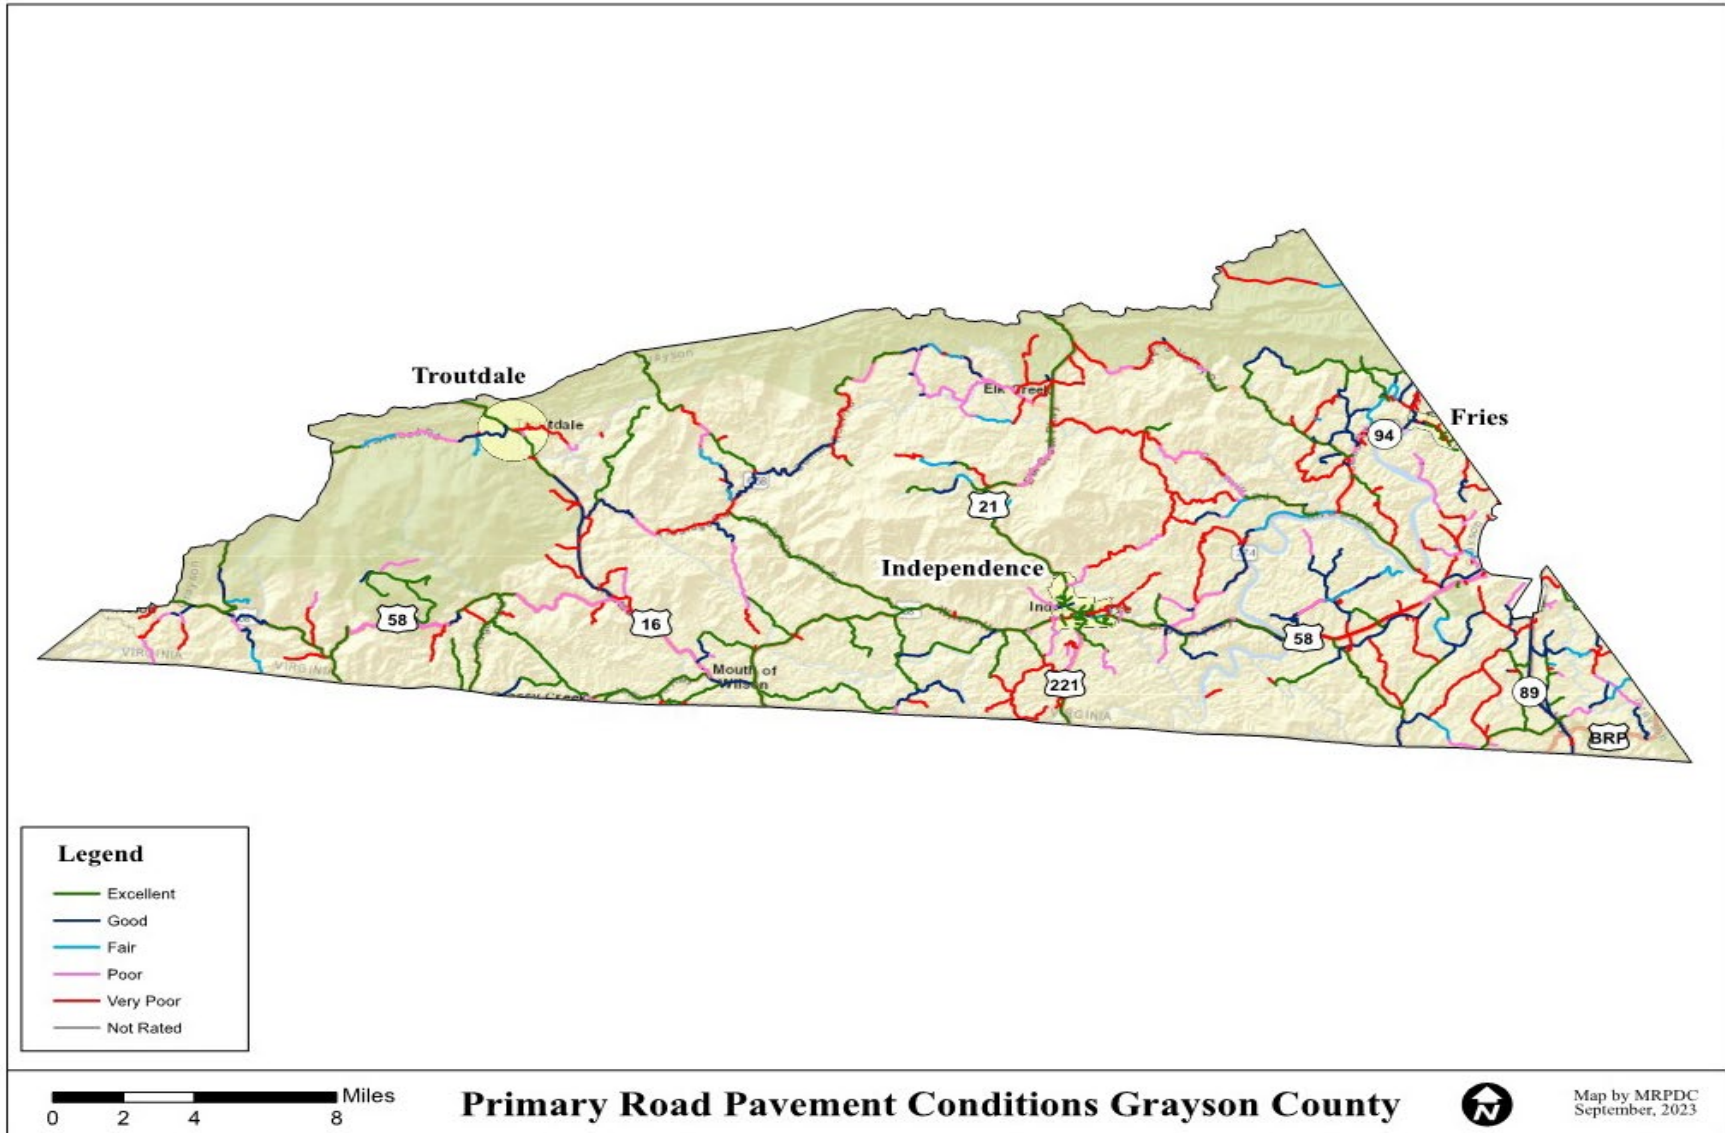 Troutdale
Fries
94
21
Independence
58
16
58
Mouth of
Wilson
221
VIRGINIA
VIRGINIA
VIRGINIA
89
BRP
Legend
Excellent
Good
Fair
Poor
Very Poor
Not Rated
Miles
0 2 4 8
Primary Road Pavement Conditions Grayson County
N
Map by MRPDC
September, 2023